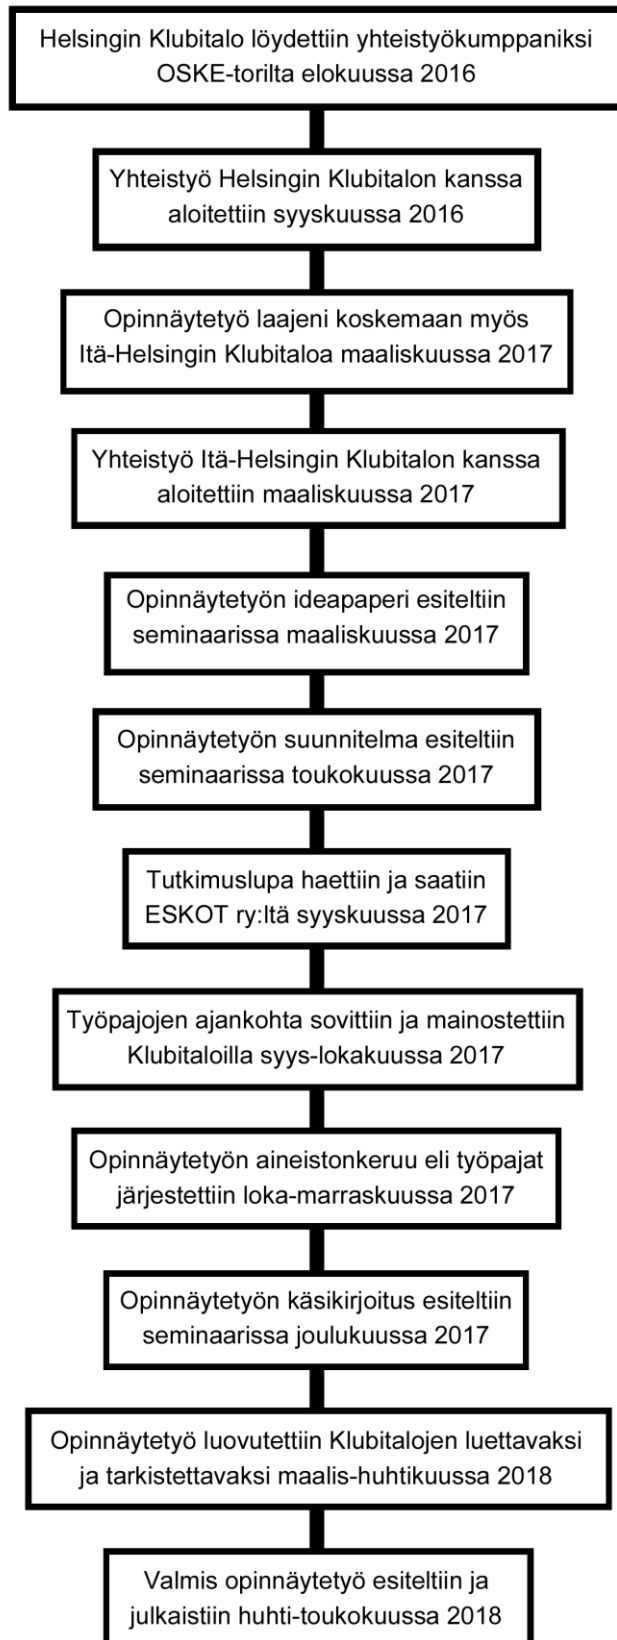 Helsingin Klubitalo löydettiin yhteistyökumppaniksi
OSKE-torilta elokuussa 2016
Yhteistyö Helsingin Klubitalon kanssa
aloitettiin syyskuussa 2016
Opinnäytetyö laajeni koskemaan myös
Itä-Helsingin Klubitaloa maaliskuussa 2017
Yhteistyö Itä-Helsingin Klubitalon kanssa
aloitettiin maaliskuussa 2017
Opinnäytetyön ideapaperi esiteltiin
seminaarissa maaliskuussa 2017
Opinnäytetyön suunnitelma esiteltiin
seminaarissa toukokuussa 2017
Tutkimuslupa haettiin ja saatiin
ESKOT ry:ltä syyskuussa 2017
Työpajojen ajankohta sovittiin ja mainostettiin
Klubitaloilla syys-lokakuussa 2017
Opinnäytetyön aineistonkeruu eli työpajat
järjestettiin loka-marraskuussa 2017
Opinnäytetyön käsikirjoitus esiteltiin
seminaarissa joulukuussa 2017
Opinnäytetyö luovutettiin Klubitalojen luettavaksi
ja tarkistettavaksi maalis-huhtikuussa 2018
Valmis opinnäytetyö esiteltiin ja
julkaistiin huhti-toukokuussa 2018